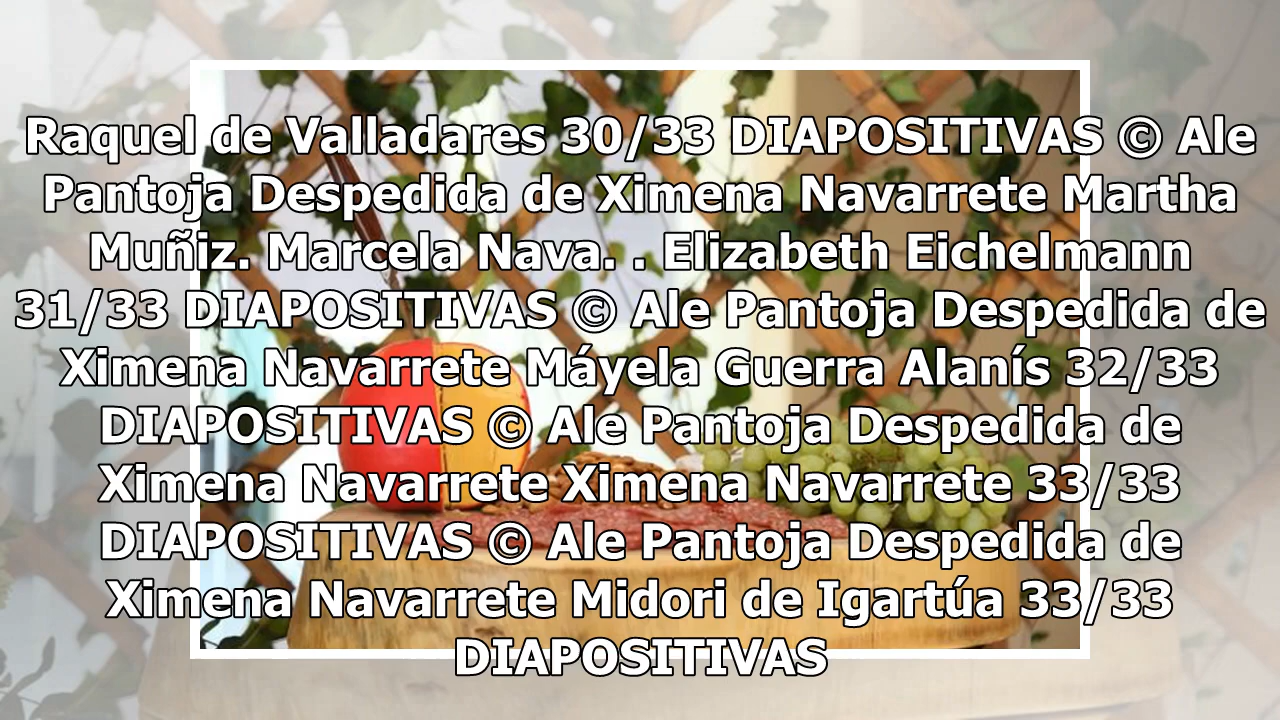 Raquel de Valladares 30/33 DIAPOSITIVAS © Ale
Pantoja Despedida de Ximena Navarrete Martha
Muñiz. Marcela Nava. . Elizabeth Eichelmann
31/33 DIAPOSITIVAS © Ale Pantoja Despedida de
Ximena Navarrete Máyela Guerra Alanís 32/33
DIAPOSITIVAS © Ale Pantoja Despedida de
Ximena Navarrete Ximena Navarrete 33/33
DIAPOSITIVAS © Ale Pantoja Despedida de
Ximena Navarrete Midori de Igartúa 33/33
DIAPOSITIVAS